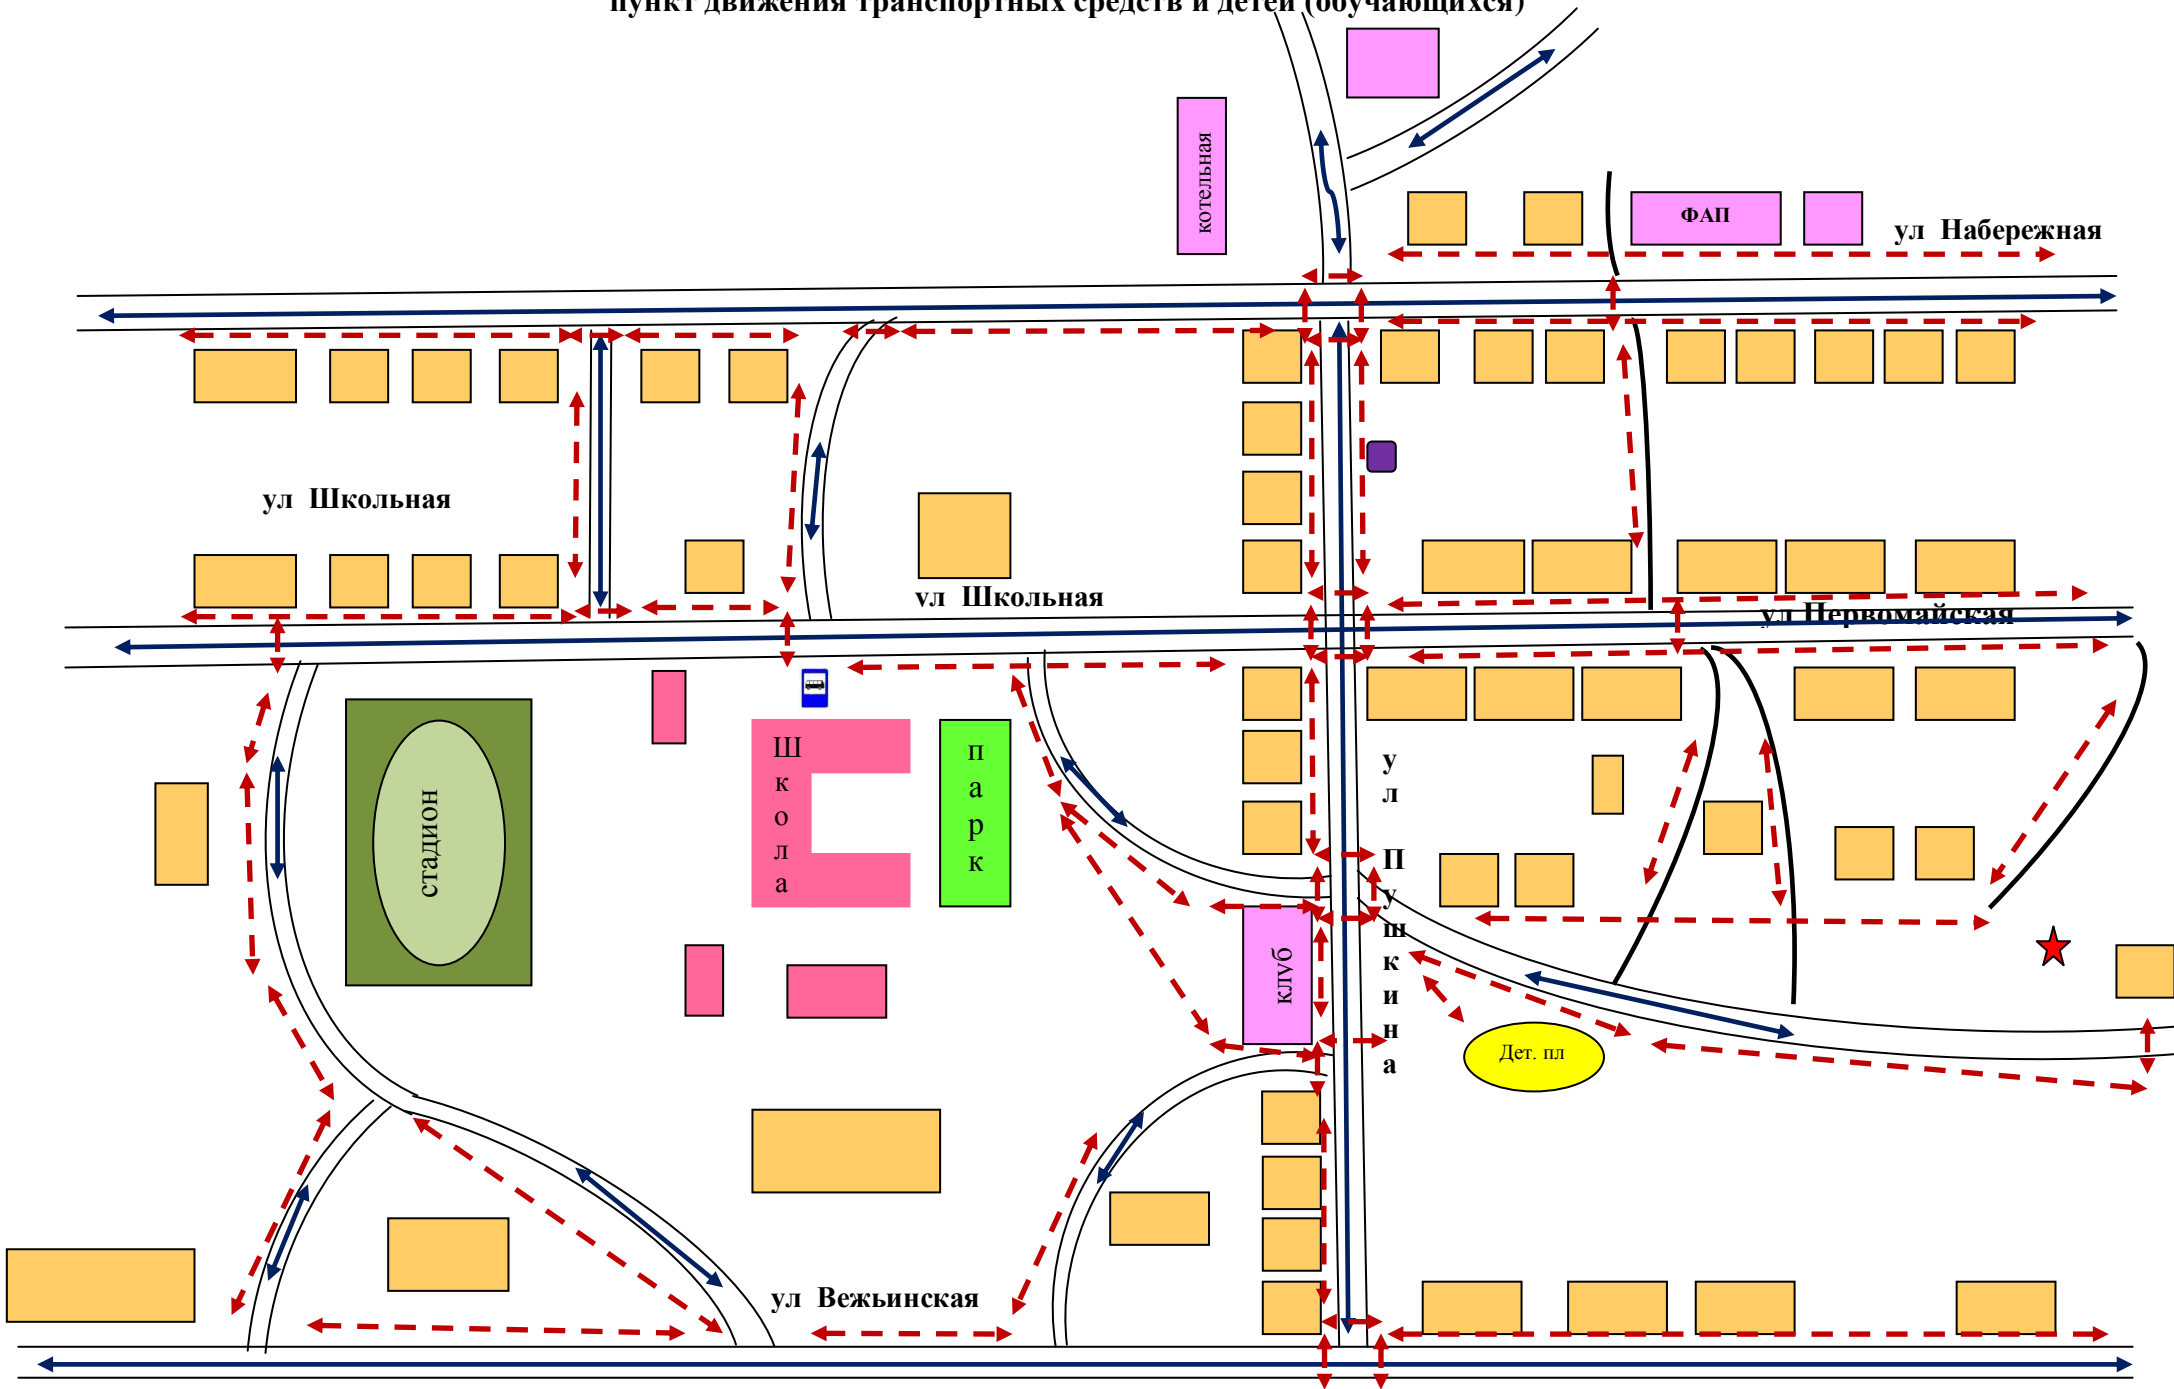 пункт движения транспортных средств и детей (обучающихся)
котельная
ФАП
ул Набережная
ул Школьная
ул Школьная
ул Первомайская
стадион
Школа
парк
ул Пушкина
клуб
Дет. пл
ул Вежьинская